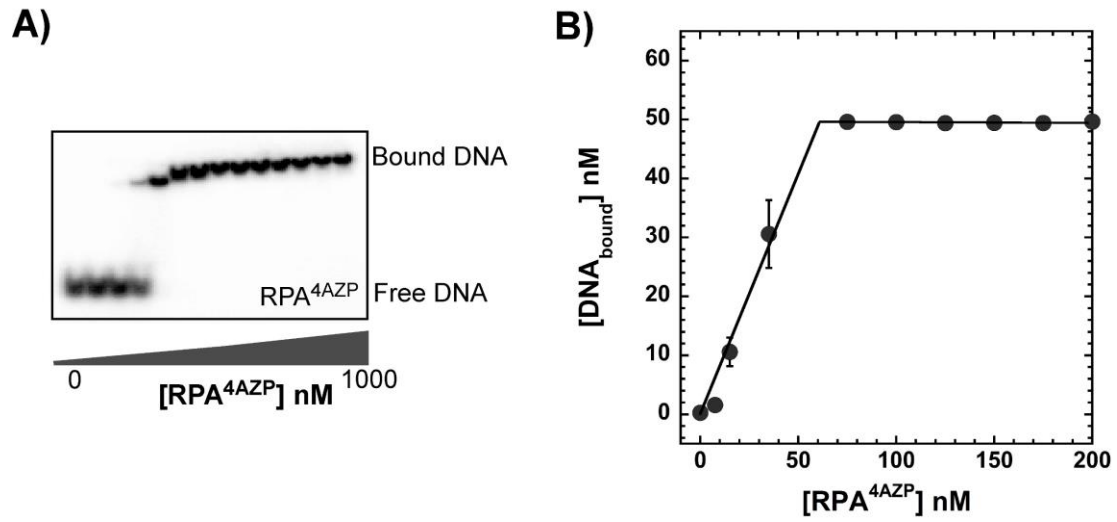 A)
Bound DNA
RPA4AZP Free DNA
0 1000
[RPA4AZP] nM
B)
60
50
40
30
20
10
0
[DNAbound] nM
0 50 100 150 200
[RPA4AZP] nM